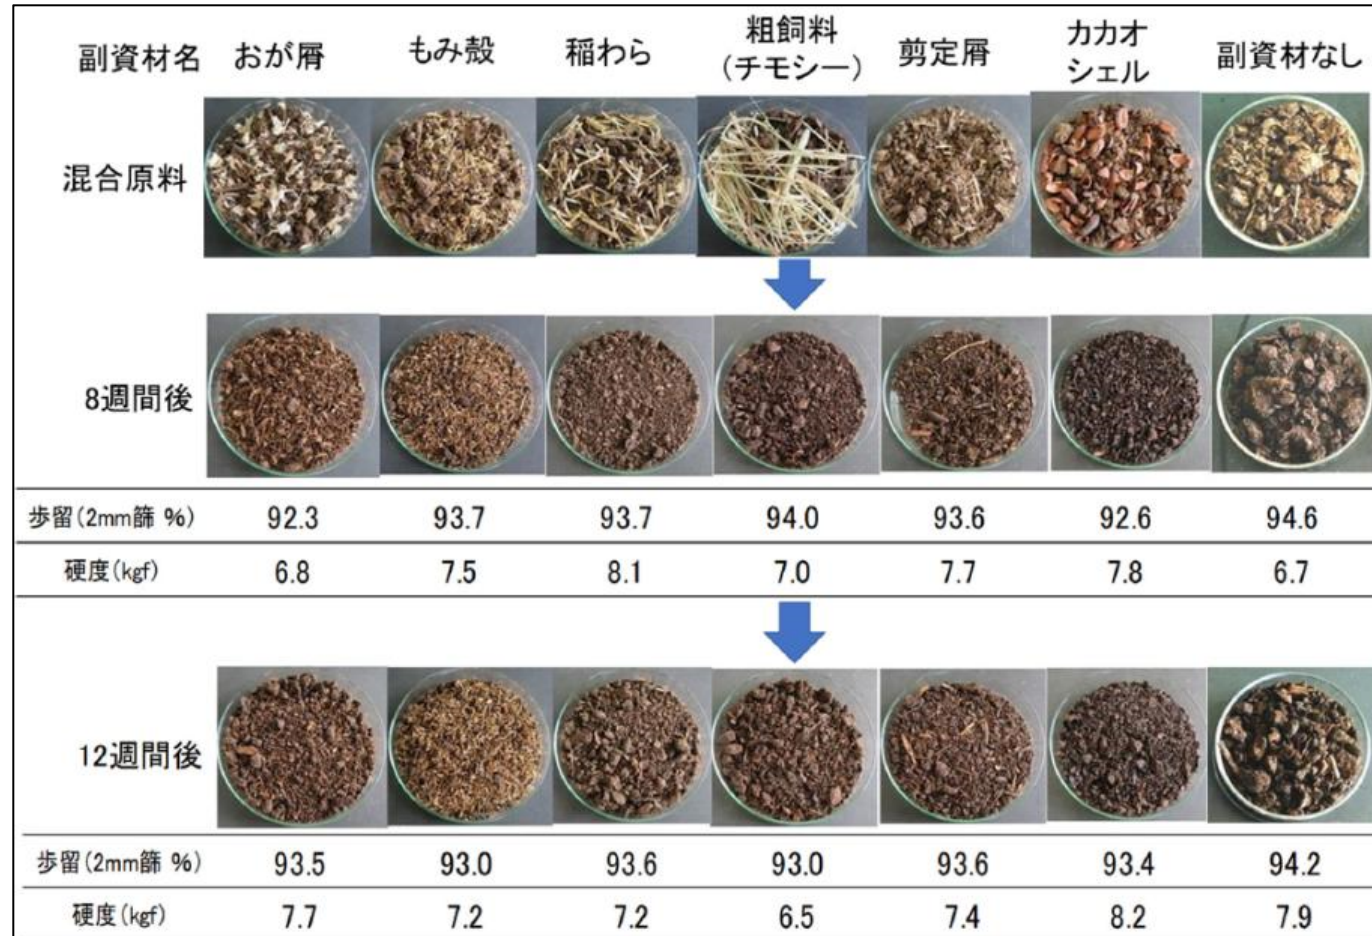 副資材名 おが屑 もみ殻 稲わら 粗飼料 剪定屑 カカオ 副資材なし
（チモシー） シェル
混合原料
8週間後
歩留(2mm篩 %) 92.3 93.7 93.7 94.0 93.6 92.6 94.6
硬度(kgf) 6.8 7.5 8.1 7.0 7.7 7.8 6.7
12週間後
歩留(2mm篩 %) 93.5 93.0 93.6 93.0 93.6 93.4 94.2
硬度(kgf) 7.7 7.2 7.2 6.5 7.4 8.2 7.9